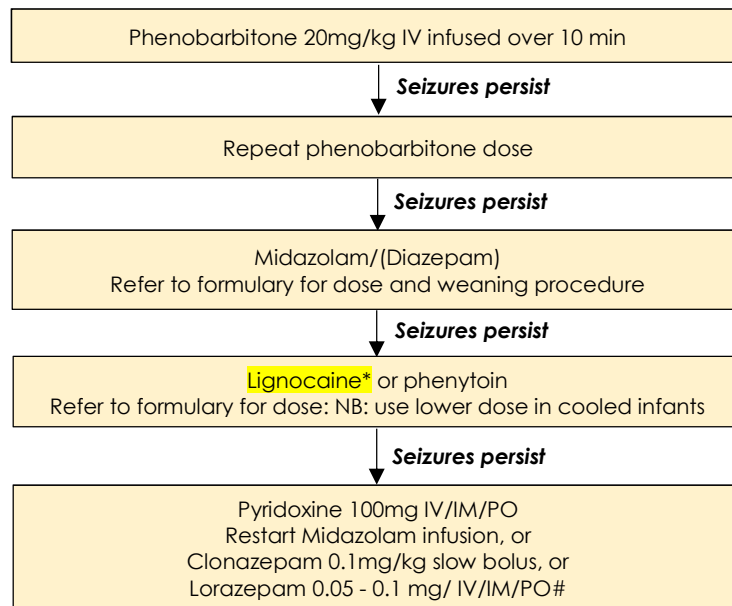 Phenobarbitone 20mg/kg IV infused over 10 min
Seizures persist
Repeat phenobarbitone dose
Seizures persist
Midazolam/(Diazepam)
Refer to formulary for dose and weaning procedure
Seizures persist
Lignocaine* or phenytoin
Refer to formulary for dose: NB: use lower dose in cooled infants
Seizures persist
Pyridoxine 100mg IV/IM/PO
Restart Midazolam infusion, or
Clonazepam 0.1mg/kg slow bolus, or
Lorazepam 0.05 - 0.1 mg/ IV/IM/PO#